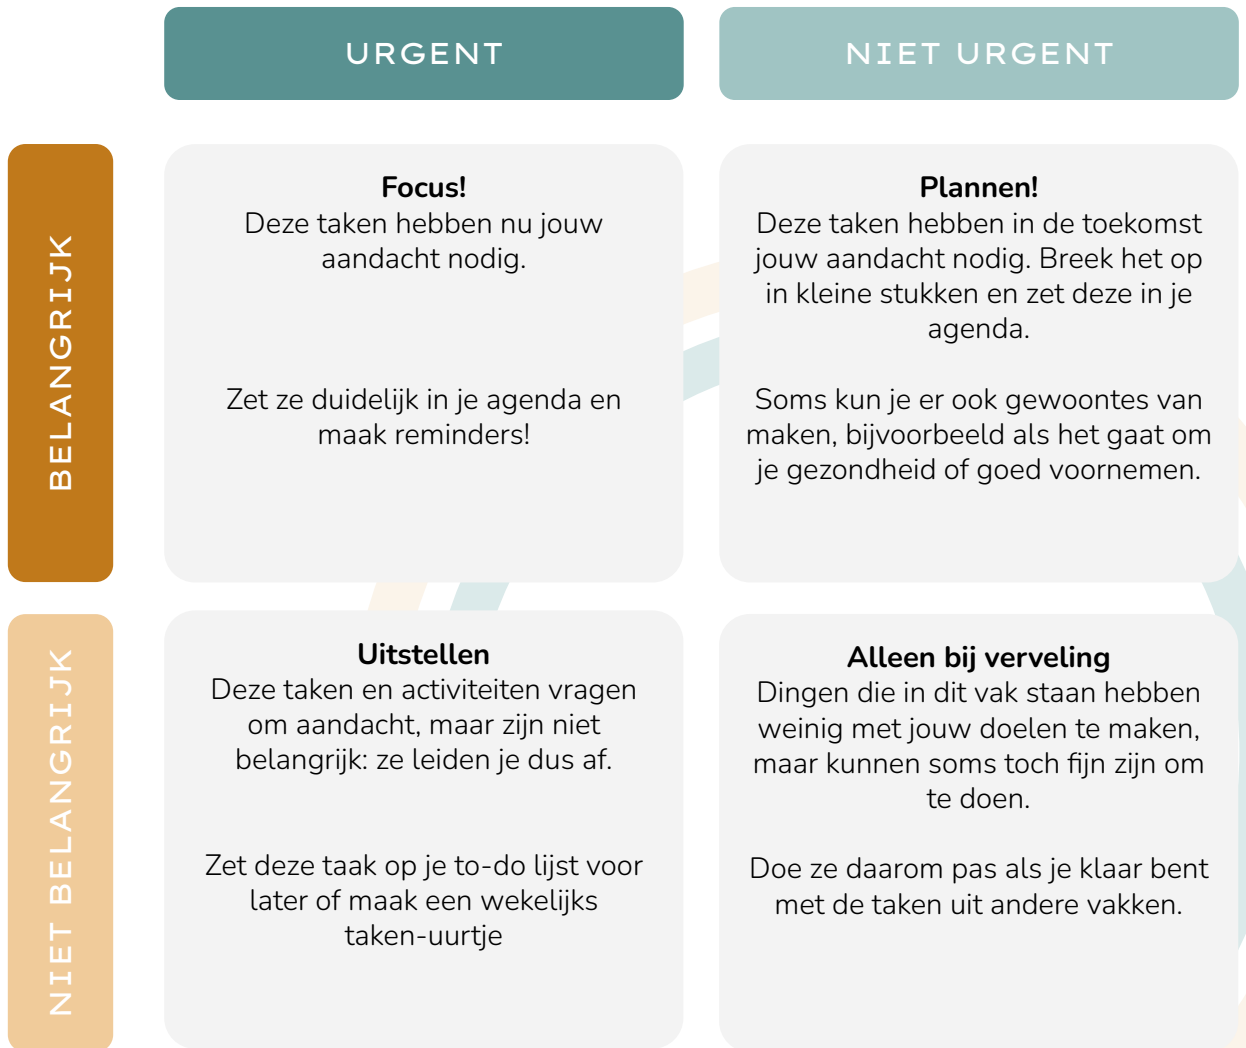 URGENT
NIET URGENT
BELANGRIJK
Focus!
Deze taken hebben nu jouw
aandacht nodig.
Zet ze duidelijk in je agenda en
maak reminders!
Plannen!
Deze taken hebben in de toekomst
jouw aandacht nodig. Breek het op
in kleine stukken en zet deze in je
agenda.
Soms kun je er ook gewoontes van
maken, bijvoorbeeld als het gaat om
je gezondheid of goed voornemen.
NIET BELANGRIJK
Uitstellen
Deze taken en activiteiten vragen
om aandacht, maar zijn niet
belangrijk: ze leiden je dus af.
Zet deze taak op je to-do lijst voor
later of maak een wekelijks
taken-uurtje
Alleen bij verveling
Dingen die in dit vak staan hebben
weinig met jouw doelen te maken,
maar kunnen soms toch fijn zijn om
te doen.
Doe ze daarom pas als je klaar bent
met de taken uit andere vakken.